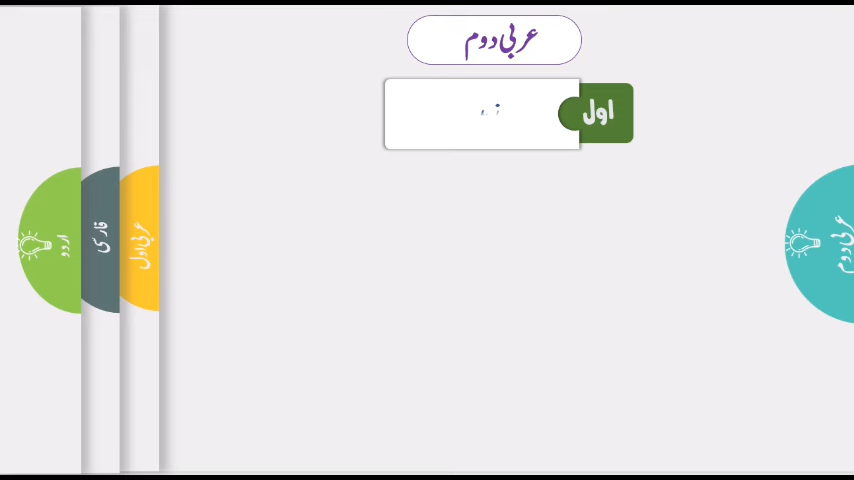 عربی دوم
اول
عربی دوم
عربی اول
فارسی
اردو